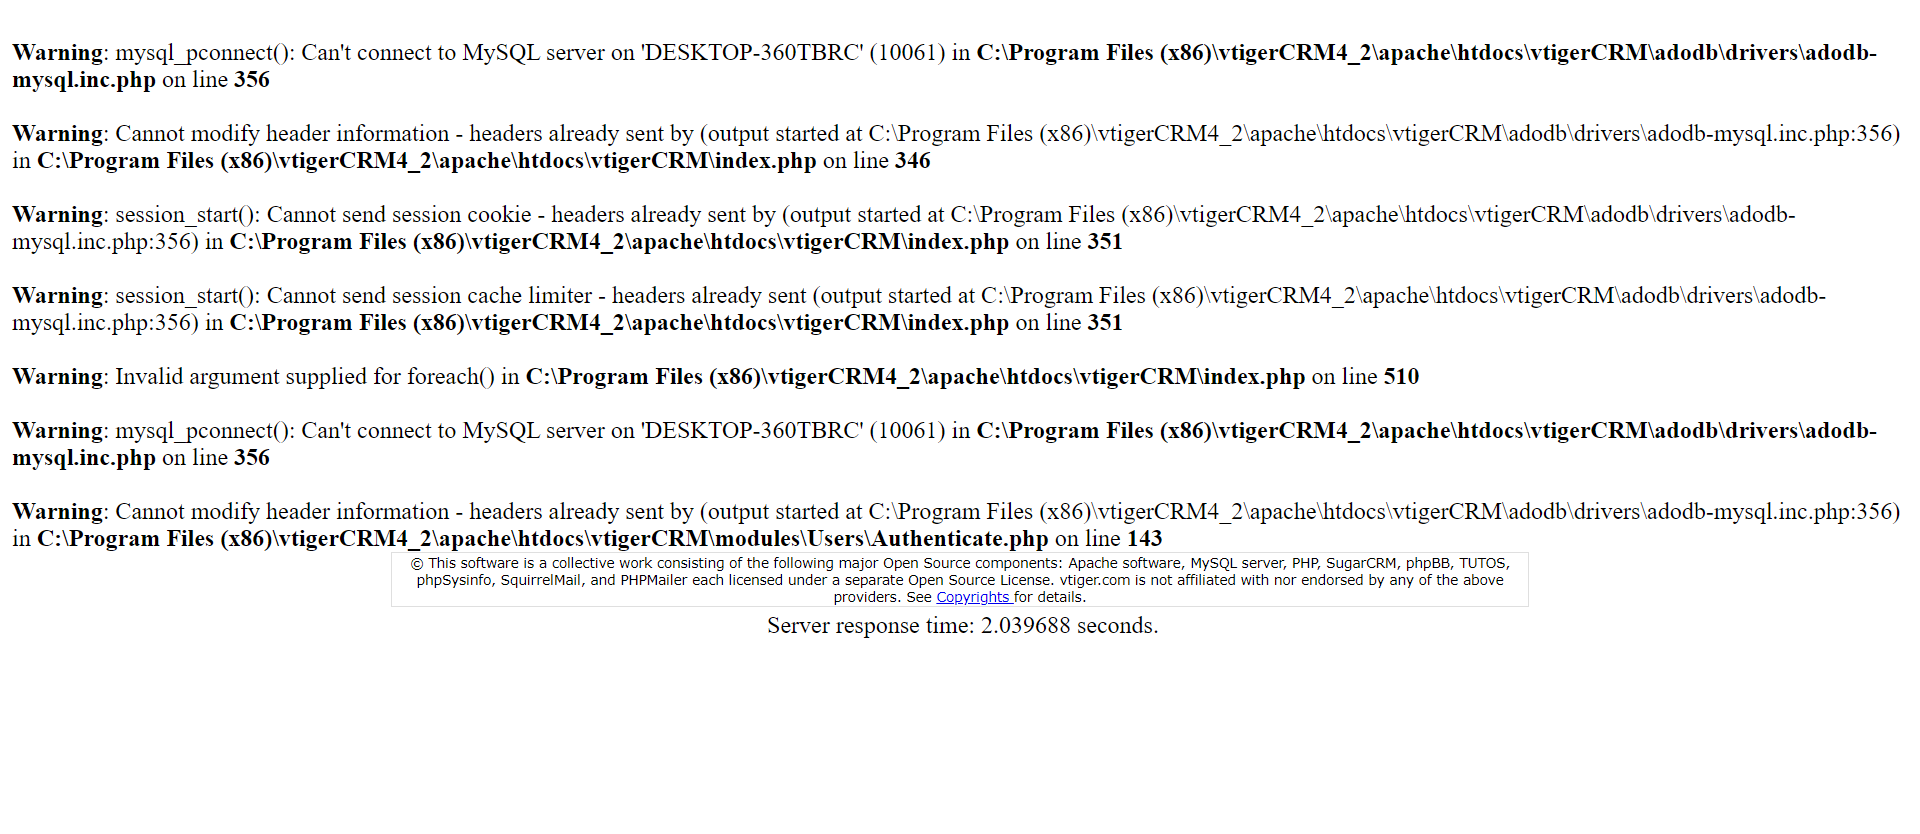 Warning: mysql_pconnect(): Can't connect to MySQL server on 'DESKTOP-360TBRC' (10061) in C:\Program Files (x86)\vtigerCRM4_2\apache\htdocs\vtigerCRM\adodb\drivers\adodb-
mysql.inc.php on line 356
Warning: Cannot modify header information - headers already sent by (output started at C:\Program Files (x86)\vtigerCRM4_2\apache\htdocs\vtigerCRM\adodb\drivers\adodb-mysql.inc.php:356)
in C:\Program Files (x86)\vtigerCRM4_2\apache\htdocs\vtigerCRM\index.php on line 346
Warning: session_start(): Cannot send session cookie - headers already sent by (output started at C:\Program Files (x86)\vtigerCRM4_2\apache\htdocs\vtigerCRM\adodb\drivers\adodb-
mysql.inc.php:356) in C:\Program Files (x86)\vtigerCRM4_2\apache\htdocs\vtigerCRM\index.php on line 351
Warning: session_start(): Cannot send session cache limiter - headers already sent (output started at C:\Program Files (x86)\vtigerCRM4_2\apache\htdocs\vtigerCRM\adodb\drivers\adodb-
mysql.inc.php:356) in C:\Program Files (x86)\vtigerCRM4_2\apache\htdocs\vtigerCRM\index.php on line 351
Warning: Invalid argument supplied for foreach() in C:\Program Files (x86)\vtigerCRM4_2\apache\htdocs\vtigerCRM\index.php on line 510
Warning: mysql_pconnect(): Can't connect to MySQL server on 'DESKTOP-360TBRC' (10061) in C:\Program Files (x86)\vtigerCRM4_2\apache\htdocs\vtigerCRM\adodb\drivers\adodb-
mysql.inc.php on line 356
Warning: Cannot modify header information - headers already sent by (output started at C:\Program Files (x86)\vtigerCRM4_2\apache\htdocs\vtigerCRM\adodb\drivers\adodb-mysql.inc.php:356)
in C:\Program Files (x86)\vtigerCRM4_2\apache\htdocs\vtigerCRM\modules\Users\Authenticate.php on line 143
© This software is a collective work consisting of the following major Open Source components: Apache software, MySQL server, PHP, SugarCRM, phpBB, TUTOS,
phpSysinfo, SquirrelMail, and PHPMailer each licensed under a separate Open Source License. vtiger.com is not affiliated with nor endorsed by any of the above
providers. See Copyrights for details.
Server response time: 2.039688 seconds.